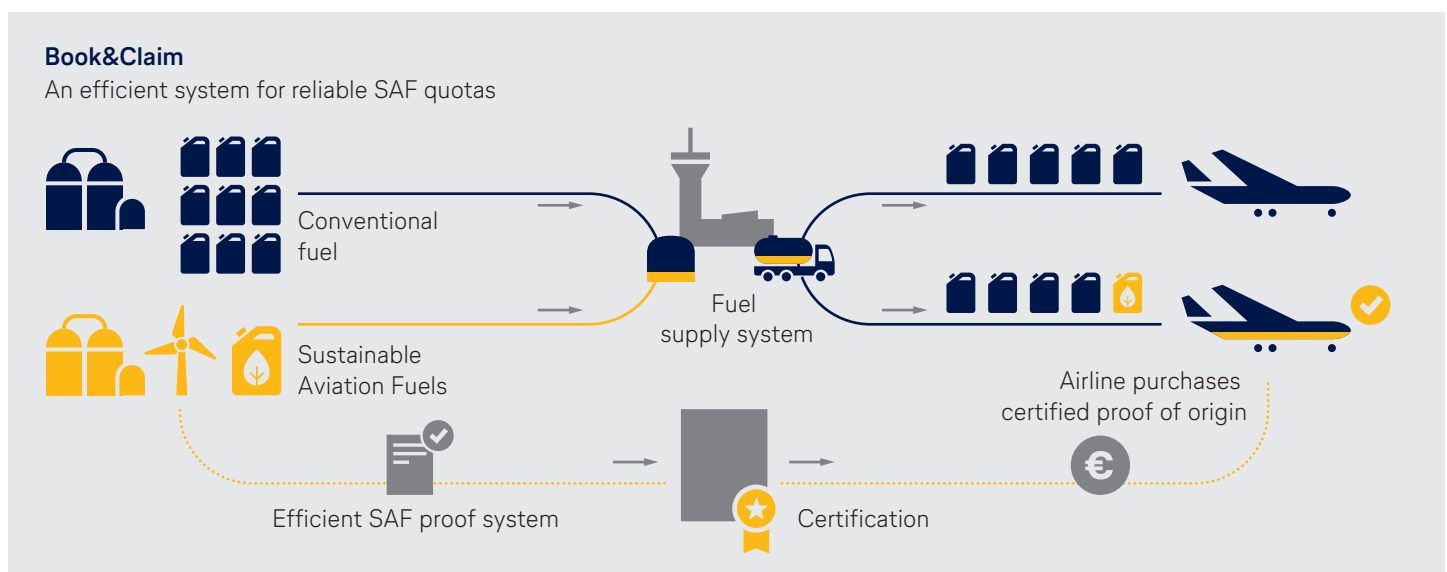 Book&Claim
An efficient system for reliable SAF quotas
Conventional
fuel
Fuel
supply system
Sustainable
Aviation Fuels
Airline purchases
certified proof of origin
€
Efficient SAF proof system
Certification